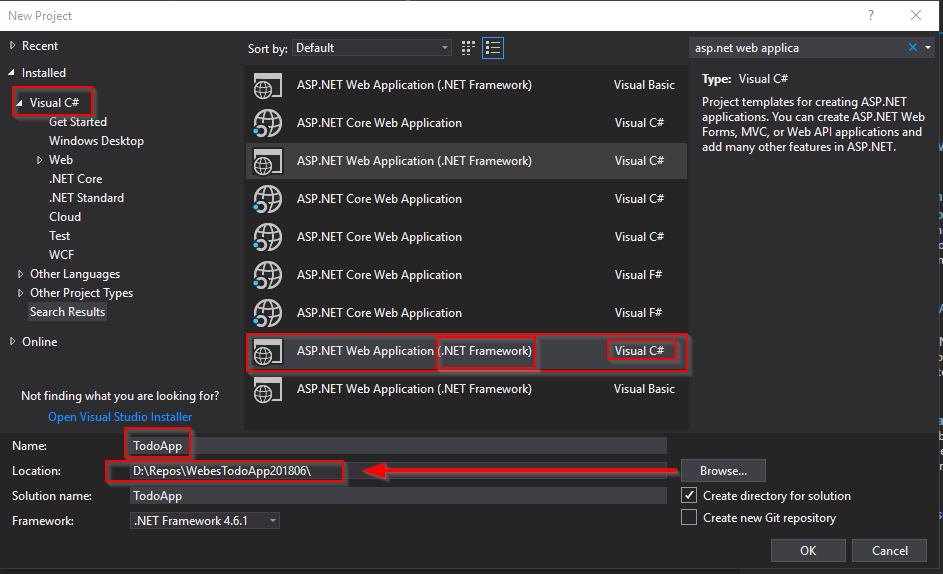 New Project
?
Recent
Installed
Visual C#
Get Started
Windows Desktop
Web
.NET Core
.NET Standard
Cloud
Test
WCF
Other Languages
Other Project Types
Search Results
Online
Not finding what you are looking for?
Open Visual Studio Installer
Sort by: Default
ASP.NET Web Application (.NET Framework) Visual Basic
ASP.NET Core Web Application Visual C#
ASP.NET Web Application (.NET Framework) Visual C#
ASP.NET Core Web Application Visual C#
ASP.NET Core Web Application Visual C#
ASP.NET Core Web Application Visual F#
ASP.NET Core Web Application Visual F#
ASP.NET Web Application (.NET Framework) Visual C#
ASP.NET Web Application (.NET Framework) Visual Basic
asp.net web applica
Type: Visual C#
Project templates for creating ASP.NET
applications. You can create ASP.NET Web
Forms, MVC, or Web API applications and
add many other features in ASP.NET.
Name: TodoApp
Location: D:\Repos\WebesTodoApp201806\
Browse...
Solution name: TodoApp
Create directory for solution
Framework: .NET Framework 4.6.1
Create new Git repository
OK
Cancel